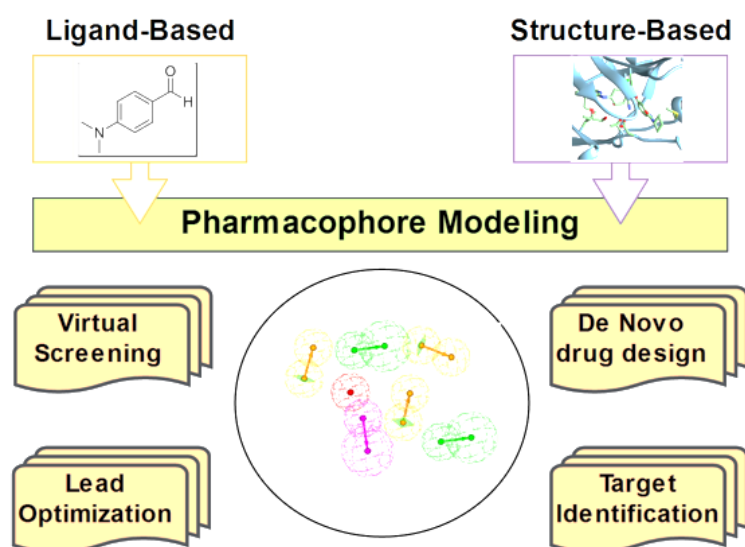 Ligand-Based
Structure-Based
O
H
N
Pharmacophore Modeling
Virtual
Screening
De Novo
drug design
Lead
Optimization
Target
Identification